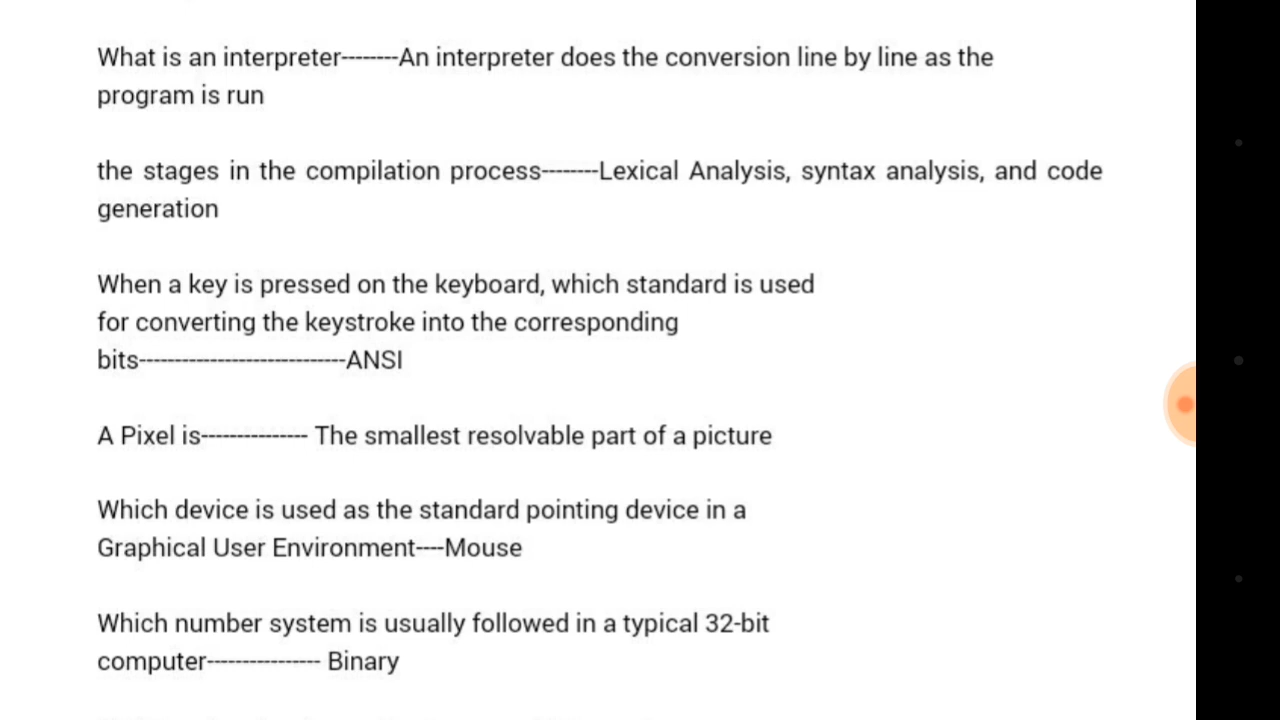 What is an interpreter--------An interpreter does the conversion line by line as the
program is run
the stages in the compilation process--------Lexical Analysis, syntax analysis, and code
generation
When a key is pressed on the keyboard, which standard is used
for converting the keystroke into the corresponding
bits-----------------------------ANSI
A Pixel is--------------- The smallest resolvable part of a picture
Which device is used as the standard pointing device in a
Graphical User Environment----Mouse
Which number system is usually followed in a typical 32-bit
computer---------------- Binary